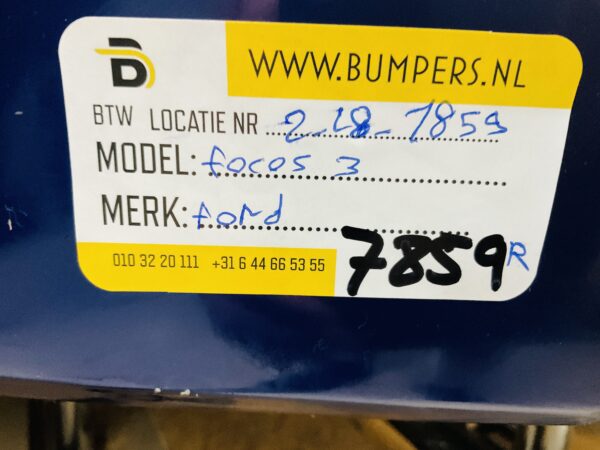 WWW.BUMPERS.NL
BTW LOCATIE NR 2-18-7859
MODEL: focos 3
MERK: ford
010 32 20 111 +31 6 44 66 53 55
7859 R